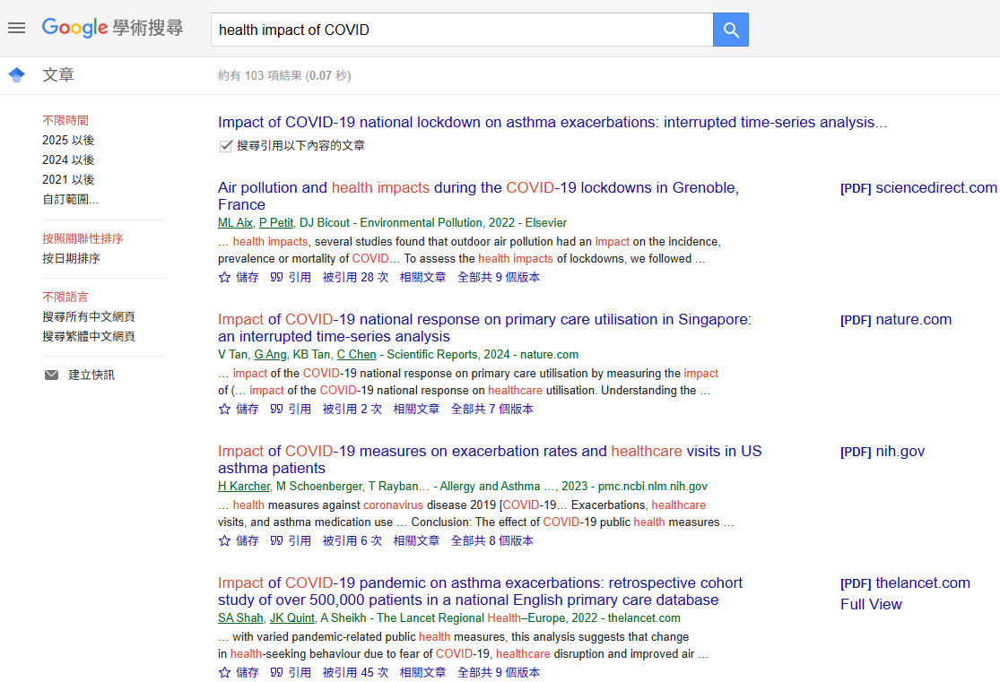 Google 學術搜尋
health impact of COVID
文章
約有 103 項結果 (0.07 秒)
不限時間
2025 以後
2024 以後
2021 以後
自訂範圍...
按照關聯性排序
按日期排序
不限語言
搜尋所有中文網頁
搜尋繁體中文網頁
建立快訊
Impact of COVID-19 national lockdown on asthma exacerbations: interrupted time-series analysis...
搜尋引用以下內容的文章
Air pollution and health impacts during the COVID-19 lockdowns in Grenoble,
France
[PDF] sciencedirect.com
ML Aix, P Petit, DJ Bicout - Environmental Pollution, 2022 - Elsevier
… health impacts, several studies found that outdoor air pollution had an impact on the incidence,
prevalence or mortality of COVID… To assess the health impacts of lockdowns, we followed …
儲存 引用 被引用 28 次 相關文章 全部共 9 個版本
Impact of COVID-19 national response on primary care utilisation in Singapore:
an interrupted time-series analysis
[PDF] nature.com
V Tan, G Ang, KB Tan, C Chen - Scientific Reports, 2024 - nature.com
… impact of the COVID-19 national response on primary care utilisation by measuring the impact
of (… impact of the COVID-19 national response on healthcare utilisation. Understanding the …
儲存 引用 被引用 2 次 相關文章 全部共 7 個版本
Impact of COVID-19 measures on exacerbation rates and healthcare visits in US
asthma patients
[PDF] nih.gov
H Karcher, M Schoenberger, T Rayban… - Allergy and Asthma …, 2023 - pmc.ncbi.nlm.nih.gov
… health measures against coronavirus disease 2019 [COVID-19… Exacerbations, healthcare
visits, and asthma medication use … Conclusion: The effect of COVID-19 public health measures …
儲存 引用 被引用 6 次 相關文章 全部共 8 個版本
Impact of COVID-19 pandemic on asthma exacerbations: retrospective cohort
study of over 500,000 patients in a national English primary care database
[PDF] thelancet.com
Full View
SA Shah, JK Quint, A Sheikh - The Lancet Regional Health–Europe, 2022 - thelancet.com
… with varied pandemic-related public health measures, this analysis suggests that change
in health-seeking behaviour due to fear of COVID-19, healthcare disruption and improved air …
儲存 引用 被引用 45 次 相關文章 全部共 9 個版本